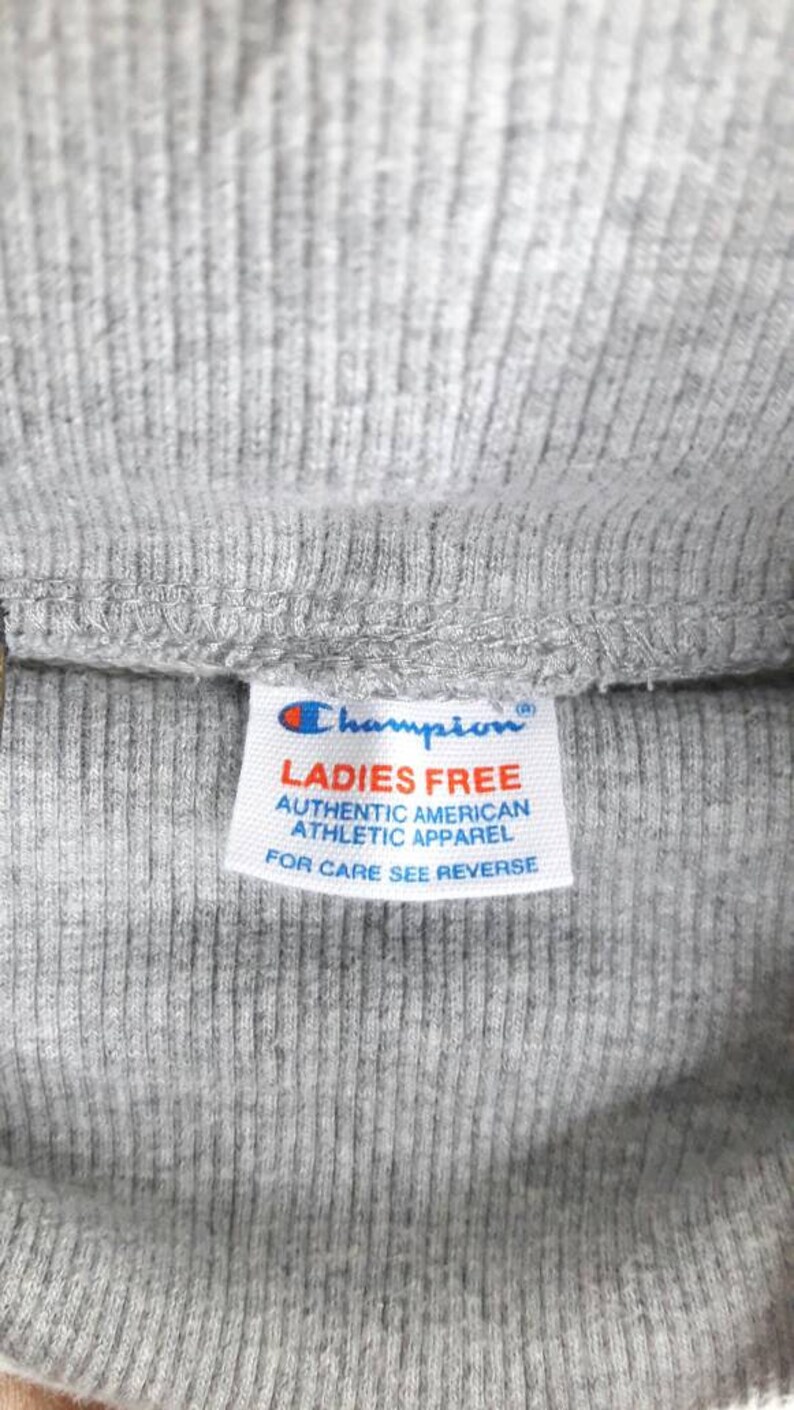 Champion®
LADIES FREE
AUTHENTIC AMERICAN
ATHLETIC APPAREL
FOR CARE SEE REVERSE